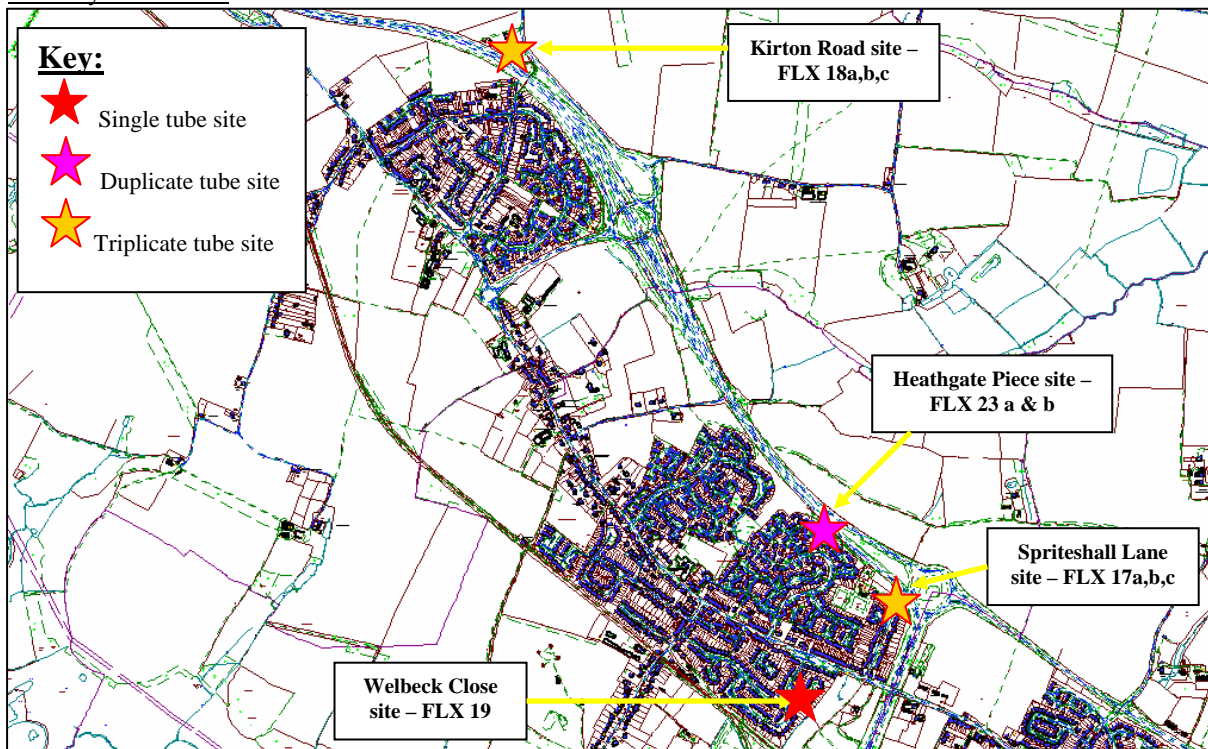 Key:
Single tube site
Duplicate tube site
Triplicate tube site
Kirton Road site –
FLX 18a,b,c
Heathgate Piece site –
FLX 23 a & b
Spriteshall Lane
site – FLX 17a,b,c
Welbeck Close
site – FLX 19